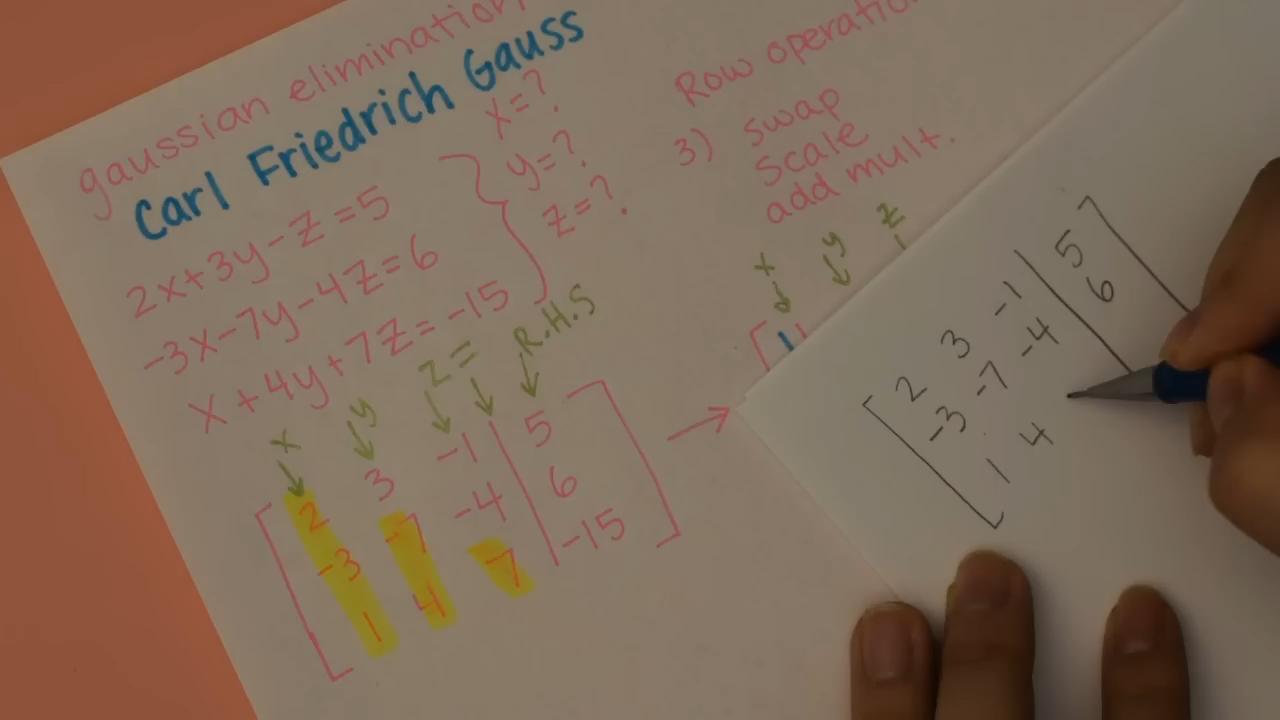 gaussian elimination
Carl Friedrich Gauss
2x+3y-z=5
-3x-7y-4z=6
x+4y+7z=-15
x=?
y=?
z=?
x y z = R.H.S
2 3 -1 5
-3 -7 -4 6
1 4 7 -15
Row
3) swap
scale
add mult.
x y z
1
2 3 -1 5
-3 -7 -4 6
1 4